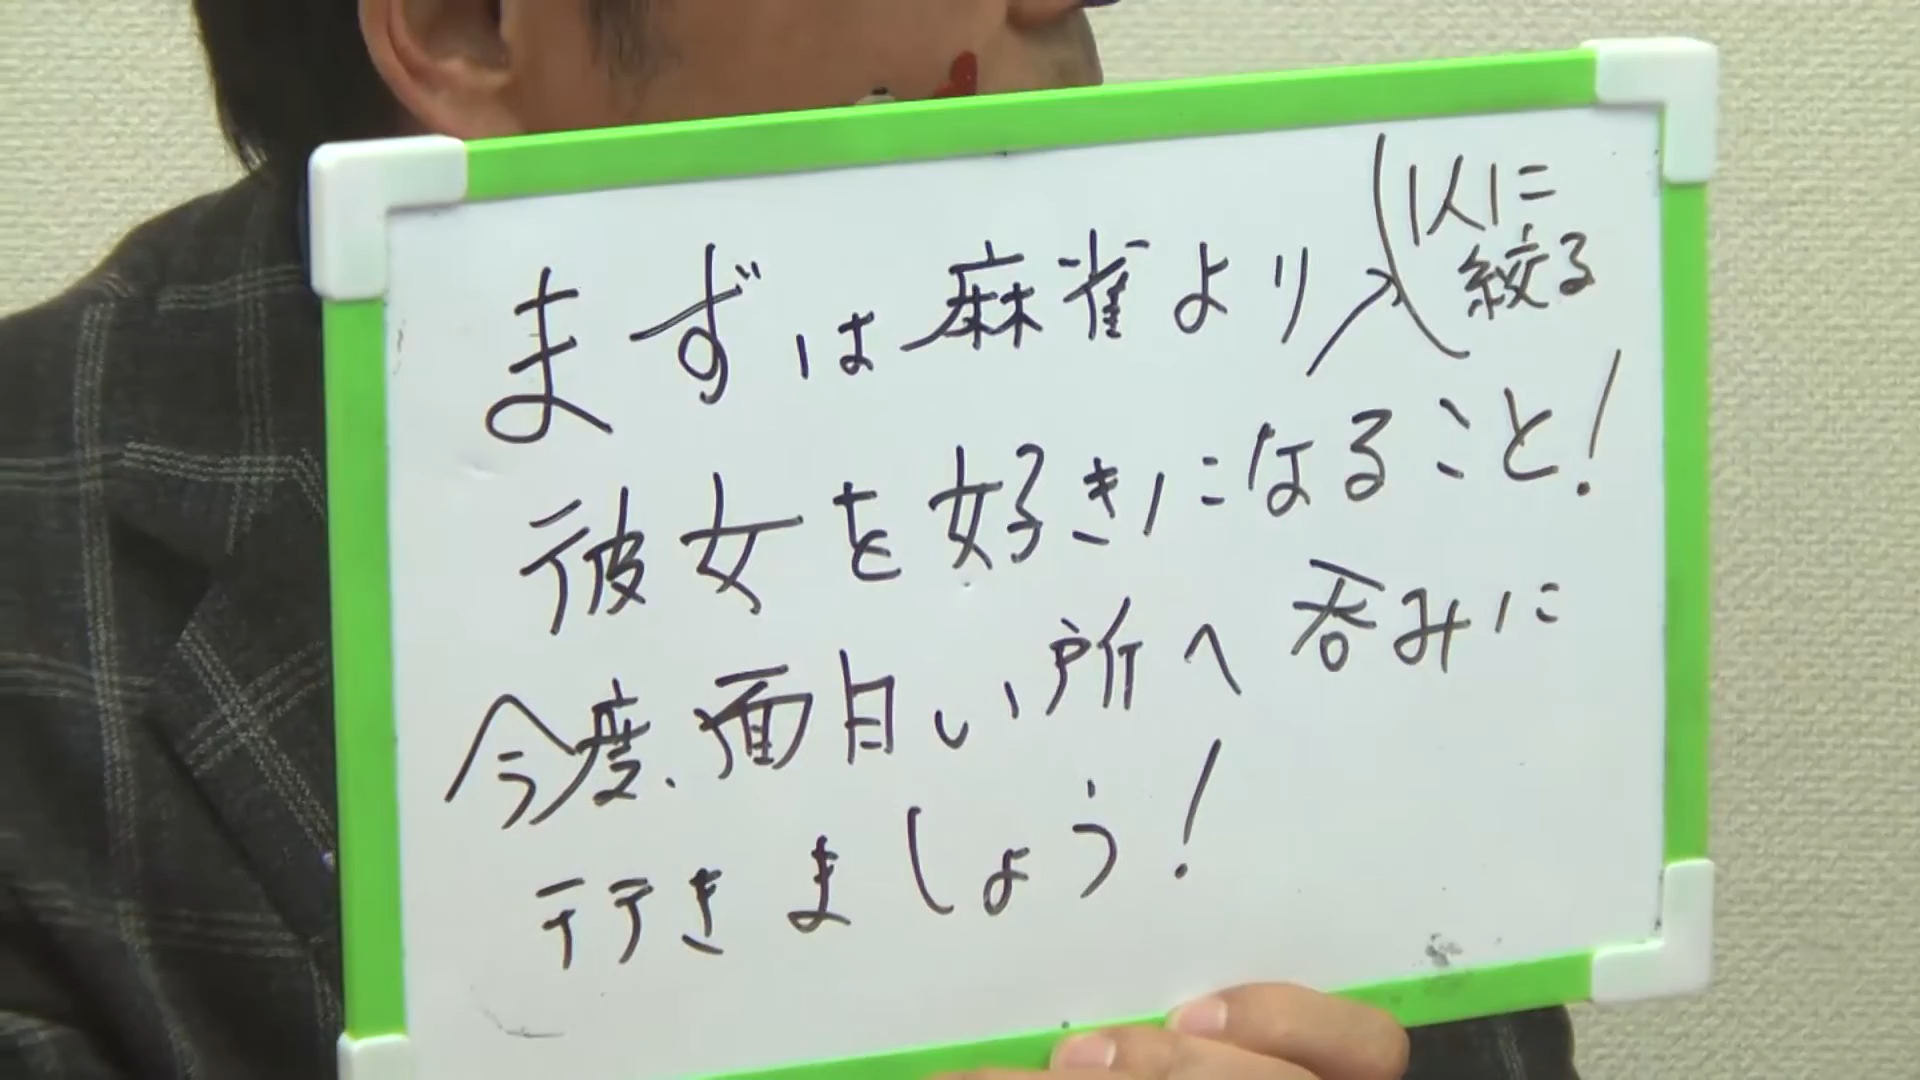 まずは麻雀より
(1人に
絞る
彼女を好きになること!
今度、面白い所へ呑みに
行きましょう!